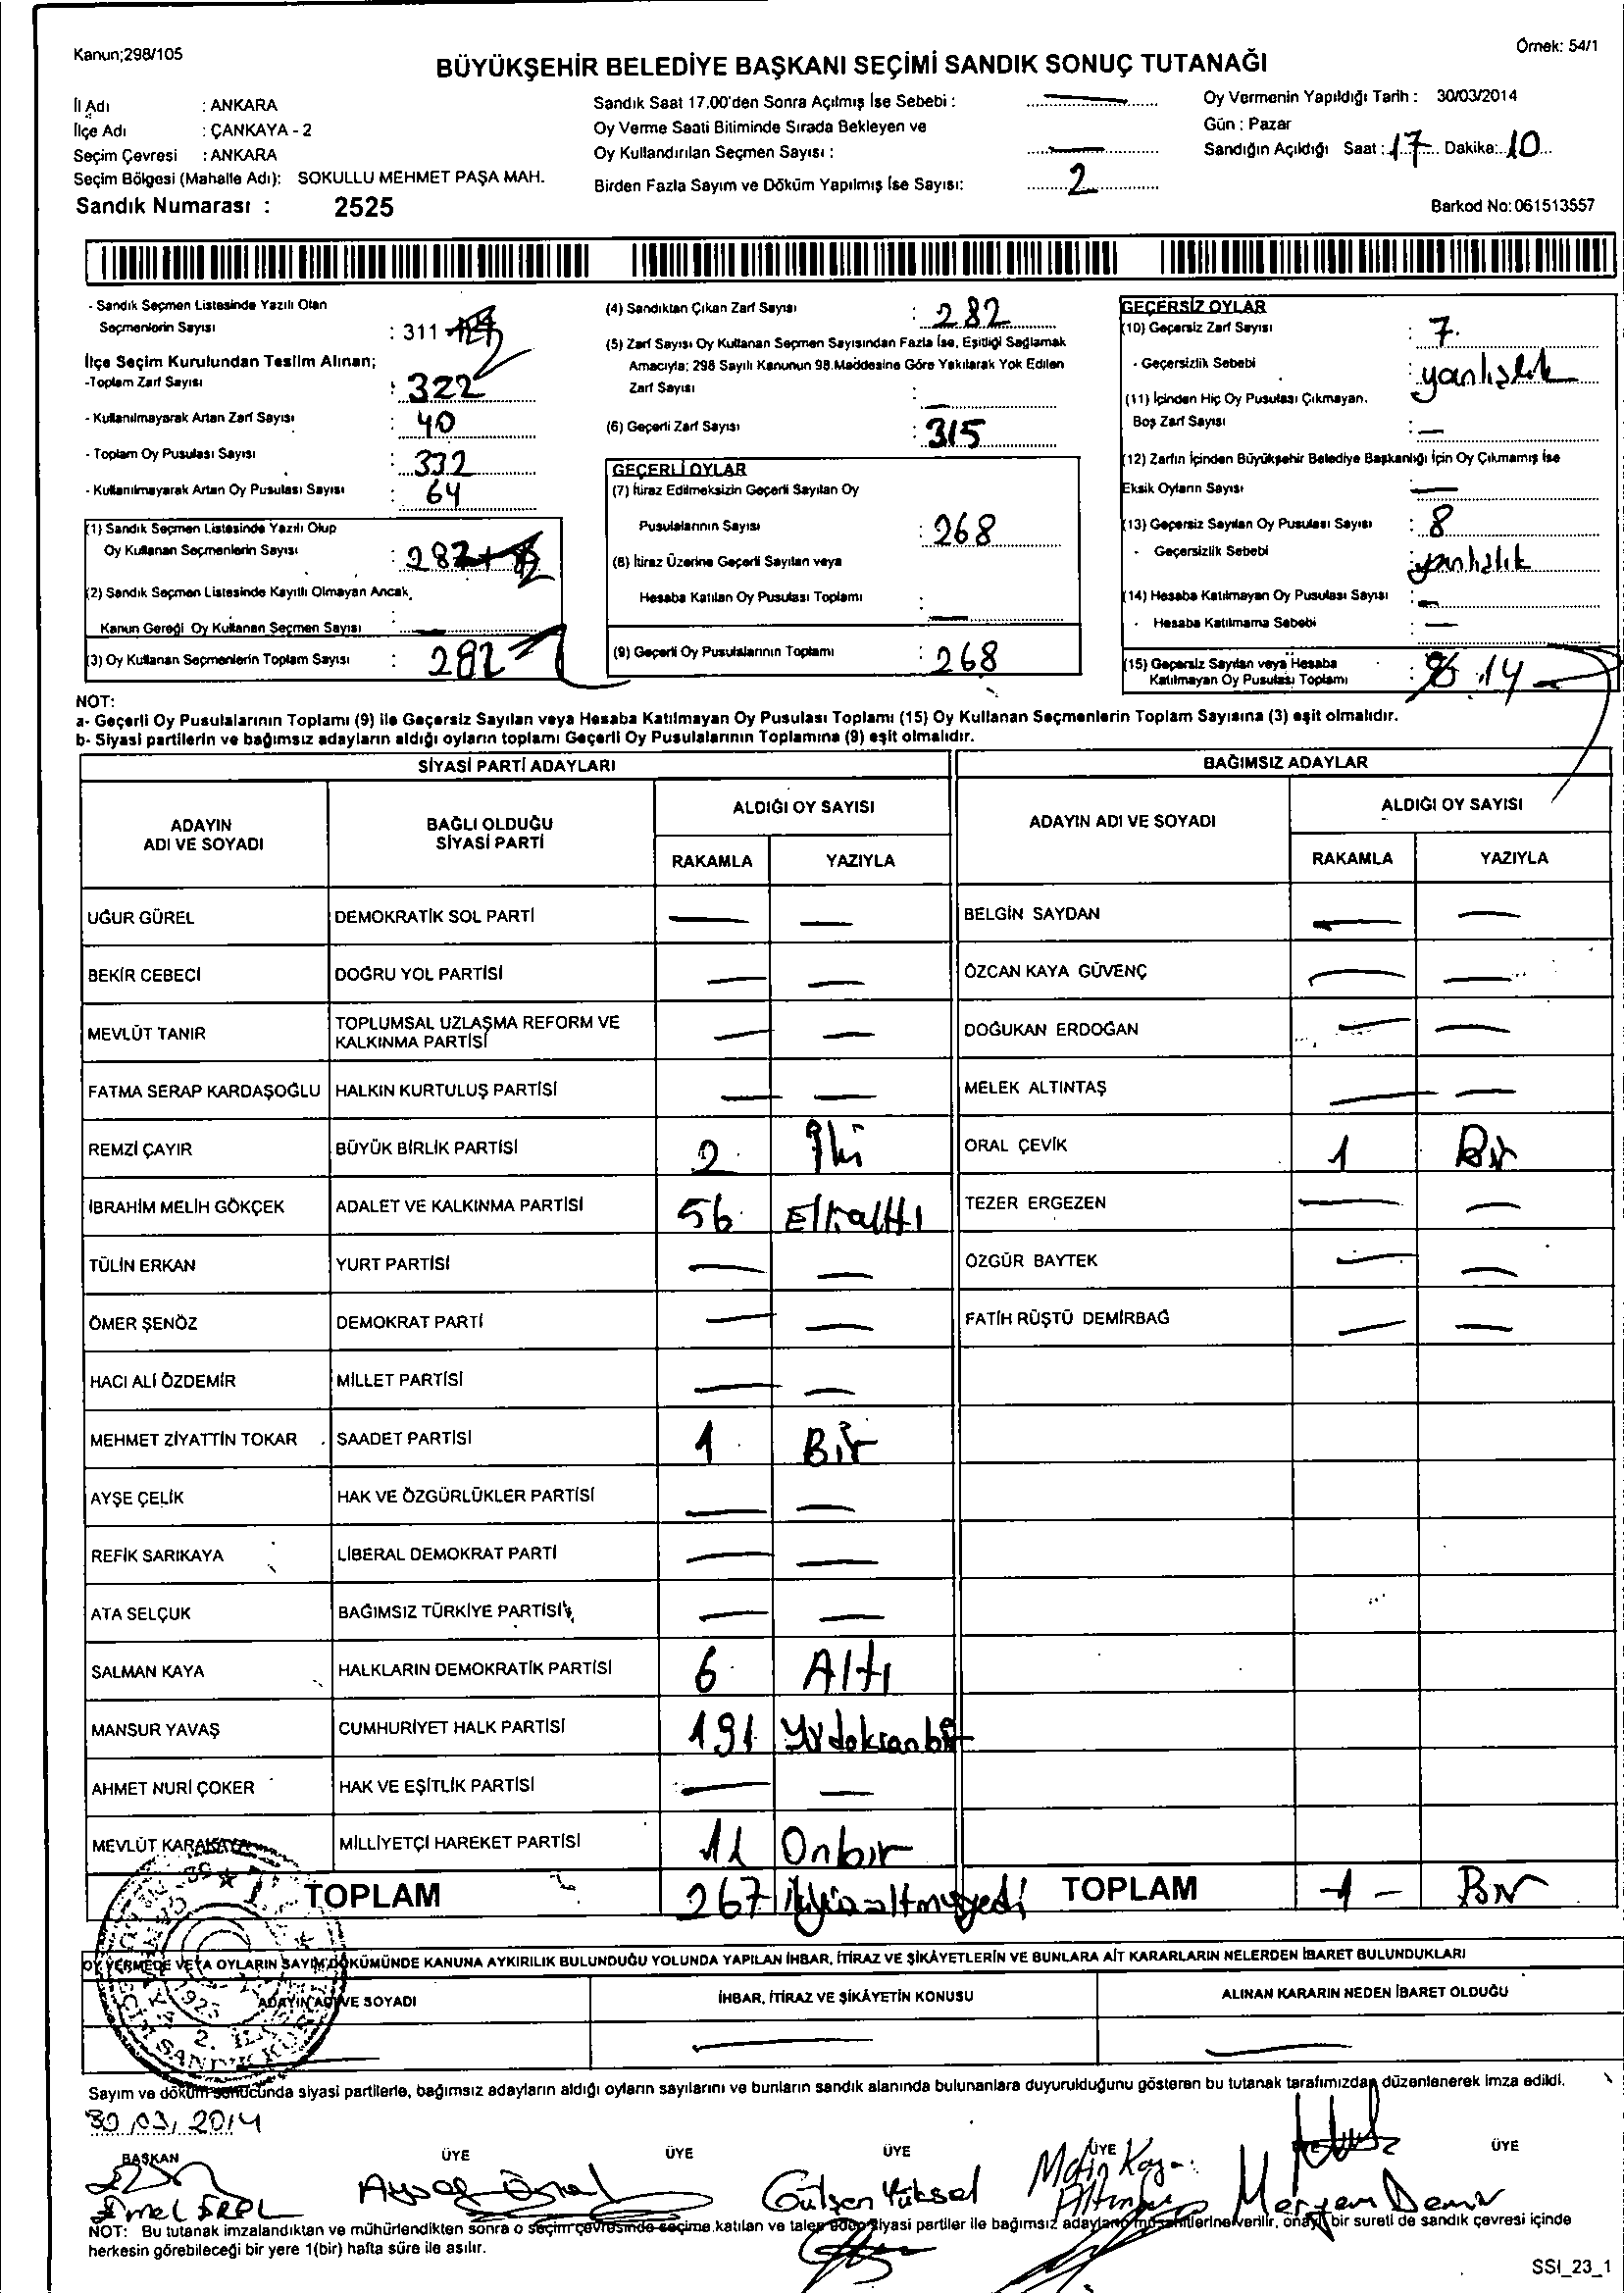 Kanun;298/105
Örnek: 54/1
BÜYÜKŞEHİR BELEDİYE BAŞKANI SEÇİMİ SANDIK SONUÇ TUTANAĞI
İl Adı : ANKARA
İlçe Adı : ÇANKAYA - 2
Seçim Çevresi : ANKARA
Seçim Bölgesi (Mahalle Adı): SOKULLU MEHMET PAŞA MAH.
Sandık Numarası : 2525
Sandık Saat 17.00'den Sonra Açılmış İse Sebebi :
Oy Verme Saati Bitiminde Sırada Bekleyen ve
Oy Kullandırılan Seçmen Sayısı :
Birden Fazla Sayım ve Döküm Yapılmış İse Sayısı: 2
Oy Vermenin Yapıldığı Tarih : 30/03/2014
Gün : Pazar
Sandığın Açıldığı Saat : 17 Dakika: 10
Barkod No: 061513557
- Sandık Seçmen Listesinde Yazılı Olan
Seçmenlerin Sayısı : 311
İlçe Seçim Kurulundan Teslim Alınan;
-Toplam Zarf Sayısı : 322
- Kullanılmayarak Artan Zarf Sayısı : 40
- Toplam Oy Pusulası Sayısı : 332
- Kullanılmayarak Artan Oy Pusulası Sayısı : 64
(1) Sandık Seçmen Listesinde Yazılı Olup
Oy Kullanan Seçmenlerin Sayısı : 282
(2) Sandık Seçmen Listesinde Kayıtlı Olmayan Ancak,
Kanun Gereği Oy Kullanan Seçmen Sayısı : —
(3) Oy Kullanan Seçmenlerin Toplam Sayısı : 282
(4) Sandıktan Çıkan Zarf Sayısı : 282
(5) Zarf Sayısı Oy Kullanan Seçmen Sayısından Fazla İse, Eşitliği Sağlamak
Amacıyla: 298 Sayılı Kanunun 98.Maddesine Göre Yakılarak Yok Edilen
Zarf Sayısı : —
(6) Geçerli Zarf Sayısı : 315
GEÇERLİ OYLAR
(7) İtiraz Edilmeksizin Geçerli Sayılan Oy
Pusulalarının Sayısı : 268
(8) İtiraz Üzerine Geçerli Sayılan veya
Hesaba Katılan Oy Pusulası Toplamı : —
(9) Geçerli Oy Pusulalarının Toplamı : 268
GEÇERSİZ OYLAR
(10) Geçersiz Zarf Sayısı : 7.
- Geçersizlik Sebebi : yanlışlık
(11) İçinden Hiç Oy Pusulası Çıkmayan.
Boş Zarf Sayısı : —
(12) Zarfın İçinden Büyükşehir Belediye Başkanlığı İçin Oy Çıkmamış İse
Eksik Oyların Sayısı —
(13) Geçersiz Sayılan Oy Pusulası Sayısı : 8
- Geçersizlik Sebebi : yanlışlık
(14) Hesaba Katılmayan Oy Pusulası Sayısı : —
- Hesaba Katılmama Sebebi : —
(15) Geçersiz Sayılan veya Hesaba
Katılmayan Oy Pusulası Toplamı : 14
NOT:
a- Geçerli Oy Pusulalarının Toplamı (9) ile Geçersiz Sayılan veya Hesaba Katılmayan Oy Pusulası Toplamı (15) Oy Kullanan Seçmenlerin Toplam Sayısına (3) eşit olmalıdır.
b- Siyasi partilerin ve bağımsız adayların aldığı oyların toplamı Geçerli Oy Pusulalarının Toplamına (9) eşit olmalıdır.
SİYASİ PARTİ ADAYLARI
BAĞIMSIZ ADAYLAR
ADAYIN ADI VE SOYADI
BAĞLI OLDUĞU SİYASİ PARTİ
ALDIĞI OY SAYISI
RAKAMLA YAZIYLA
ADAYIN ADI VE SOYADI
ALDIĞI OY SAYISI
RAKAMLA YAZIYLA
UĞUR GÜREL DEMOKRATİK SOL PARTİ — — BELGİN SAYDAN — —
BEKİR CEBECİ DOĞRU YOL PARTİSİ — — ÖZCAN KAYA GÜVENÇ — —
MEVLÜT TANIR TOPLUMSAL UZLAŞMA REFORM VE KALKINMA PARTİSİ — — DOĞUKAN ERDOĞAN — —
FATMA SERAP KARDAŞOĞLU HALKIN KURTULUŞ PARTİSİ — — MELEK ALTINTAŞ — —
REMZİ ÇAYIR BÜYÜK BİRLİK PARTİSİ 2 İki ORAL ÇEVİK 1 Bir
İBRAHİM MELİH GÖKÇEK ADALET VE KALKINMA PARTİSİ 56 Ellialtı TEZER ERGEZEN — —
TÜLİN ERKAN YURT PARTİSİ — — ÖZGÜR BAYTEK — —
ÖMER ŞENÖZ DEMOKRAT PARTİ — — FATİH RÜŞTÜ DEMİRBAĞ — —
HACI ALİ ÖZDEMİR MİLLET PARTİSİ — —
MEHMET ZİYATTİN TOKAR SAADET PARTİSİ 1 Bir
AYŞE ÇELİK HAK VE ÖZGÜRLÜKLER PARTİSİ — —
REFİK SARIKAYA LİBERAL DEMOKRAT PARTİ — —
ATA SELÇUK BAĞIMSIZ TÜRKİYE PARTİSİ — —
SALMAN KAYA HALKLARIN DEMOKRATİK PARTİSİ 6 Altı
MANSUR YAVAŞ CUMHURİYET HALK PARTİSİ 191 Yüzdoksanbir
AHMET NURİ ÇOKER HAK VE EŞİTLİK PARTİSİ — —
MEVLÜT KARAKAYA MİLLİYETÇİ HAREKET PARTİSİ 11 Onbir
TOPLAM 267 ikiyüzaltmışyedi TOPLAM 1 Bir
OY VERMEDE VEYA OYLARIN SAYIM DÖKÜMÜNDE KANUNA AYKIRILIK BULUNDUĞU YOLUNDA YAPILAN İHBAR, İTİRAZ VE ŞİKÂYETLERİN VE BUNLARA AİT KARARLARIN NELERDEN İBARET BULUNDUKLARI
ADAYIN ADI VE SOYADI İHBAR, İTİRAZ VE ŞİKÂYETİN KONUSU ALINAN KARARIN NEDEN İBARET OLDUĞU
Sayım ve döküm sonucunda siyasi partilerle, bağımsız adayların aldığı oyların sayılarını ve bunların sandık alanında bulunanlara duyurulduğunu gösteren bu tutanak tarafımızdan düzenlenerek imza edildi.
30.03.2014
BAŞKAN ÜYE ÜYE ÜYE ÜYE ÜYE
Emel EROL Aysel Önal Gülşen Yüksel Metin Kaya Meryem Demir
NOT: Bu tutanak imzalandıktan ve mühürlendikten sonra o seçim çevresinde seçime katılan ve talep eden siyasi partiler ile bağımsız adayların müşahitlerine verilir, onaylı bir sureti de sandık çevresi içinde
herkesin görebileceği bir yere 1(bir) hafta süre ile asılır.
SSI_23_1